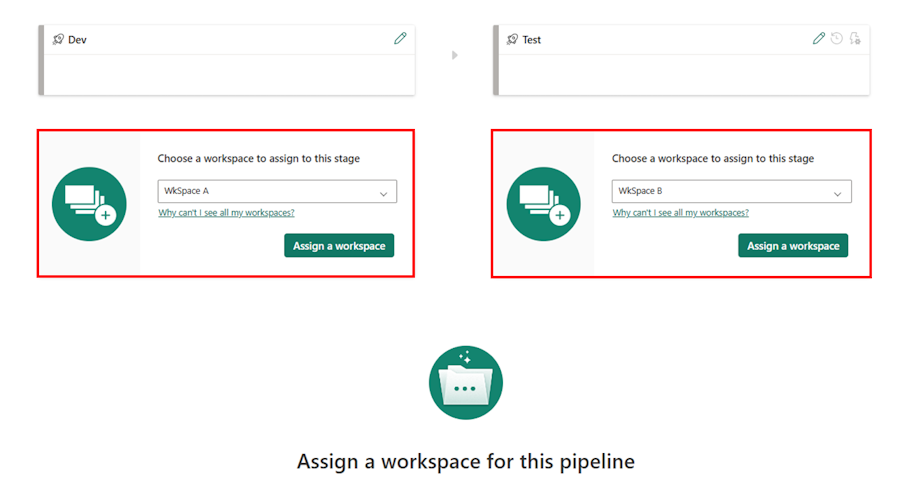 Dev
Test
Choose a workspace to assign to this stage
WkSpace A
Why can't I see all my workspaces?
Assign a workspace
Choose a workspace to assign to this stage
WkSpace B
Why can't I see all my workspaces?
Assign a workspace
Assign a workspace for this pipeline